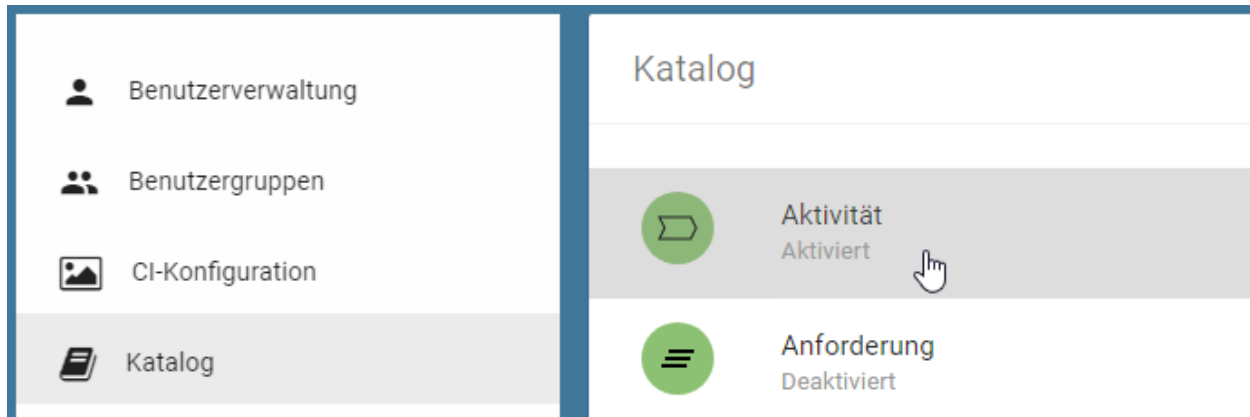 Benutzerverwaltung
Benutzergruppen
CI-Konfiguration
Katalog
Katalog
Aktivität
Aktiviert
Anforderung
Deaktiviert